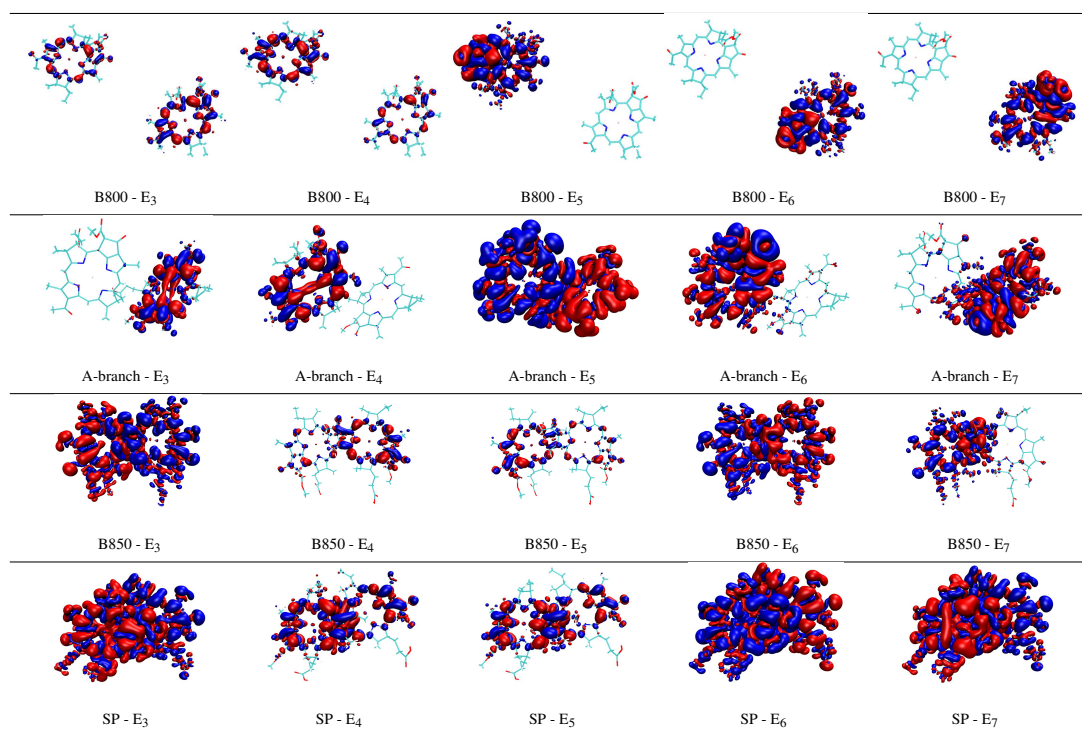 B800 - E₃ B800 - E₄ B800 - E₅ B800 - E₆ B800 - E₇
A-branch - E₃ A-branch - E₄ A-branch - E₅ A-branch - E₆ A-branch - E₇
B850 - E₃ B850 - E₄ B850 - E₅ B850 - E₆ B850 - E₇
SP - E₃ SP - E₄ SP - E₅ SP - E₆ SP - E₇